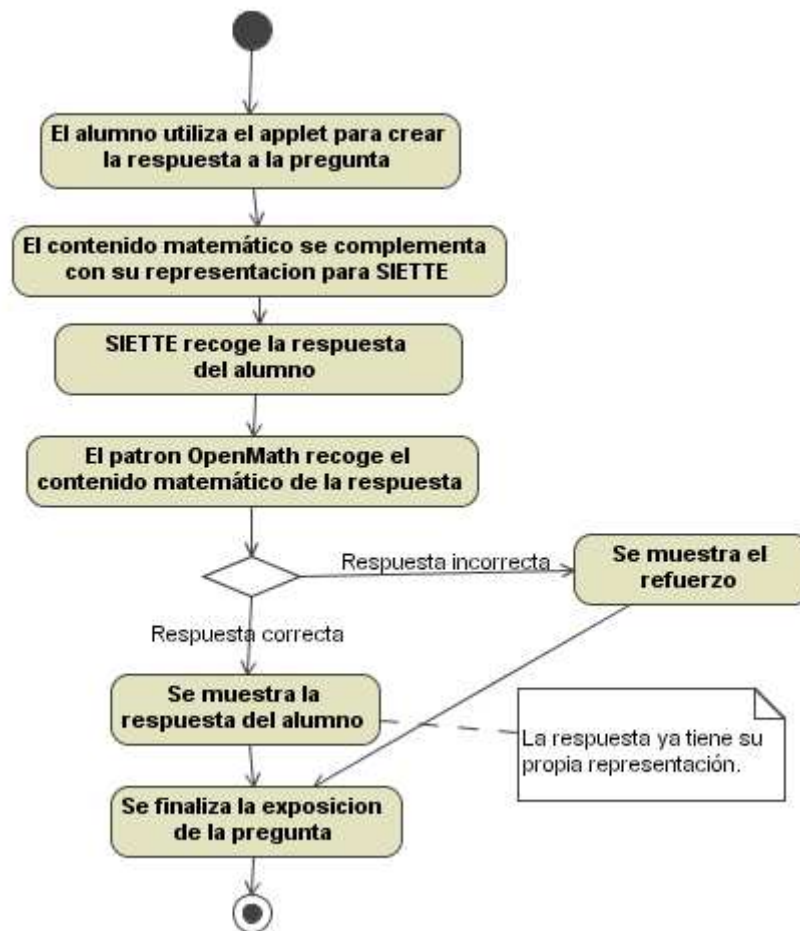 El alumno utiliza el applet para crear
la respuesta a la pregunta
El contenido matemático se complementa
con su representacion para SIETTE
SIETTE recoge la respuesta
del alumno
El patron OpenMath recoge el
contenido matemático de la respuesta
Respuesta incorrecta
Se muestra el
refuerzo
Respuesta correcta
Se muestra la
respuesta del alumno
La respuesta ya tiene su
propia representación.
Se finaliza la exposicion
de la pregunta